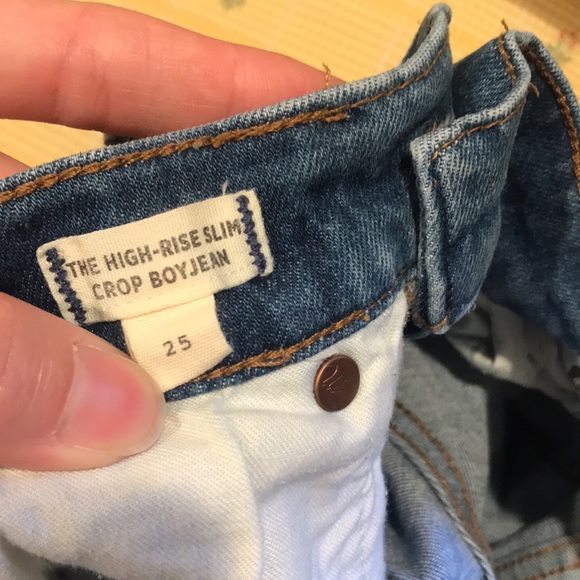 THE HIGH-RISE SLIM
CROP BOYJEAN
25